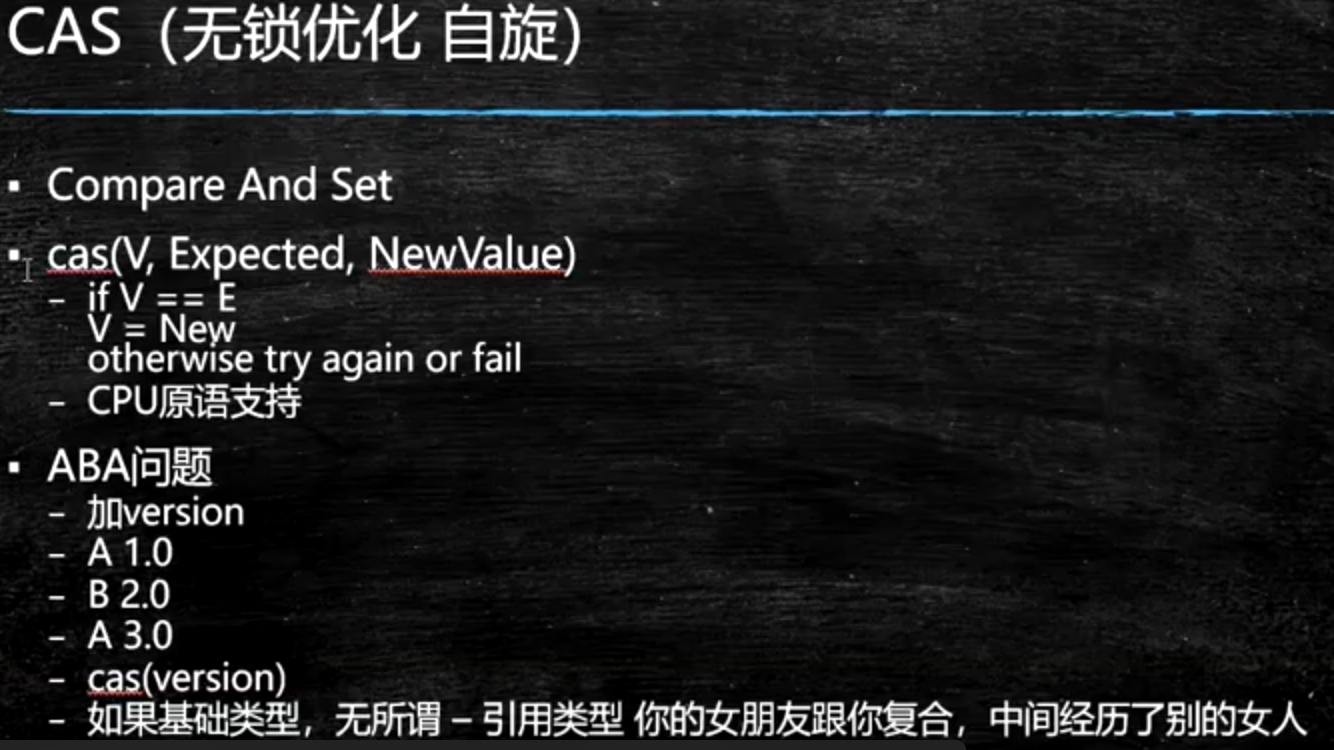 CAS（无锁优化 自旋）
▪ Compare And Set
▪ cas(V, Expected, NewValue)
– if V == E
V = New
otherwise try again or fail
– CPU原语支持
▪ ABA问题
– 加version
– A 1.0
– B 2.0
– A 3.0
– cas(version)
– 如果基础类型，无所谓 – 引用类型 你的女朋友跟你复合，中间经历了别的女人